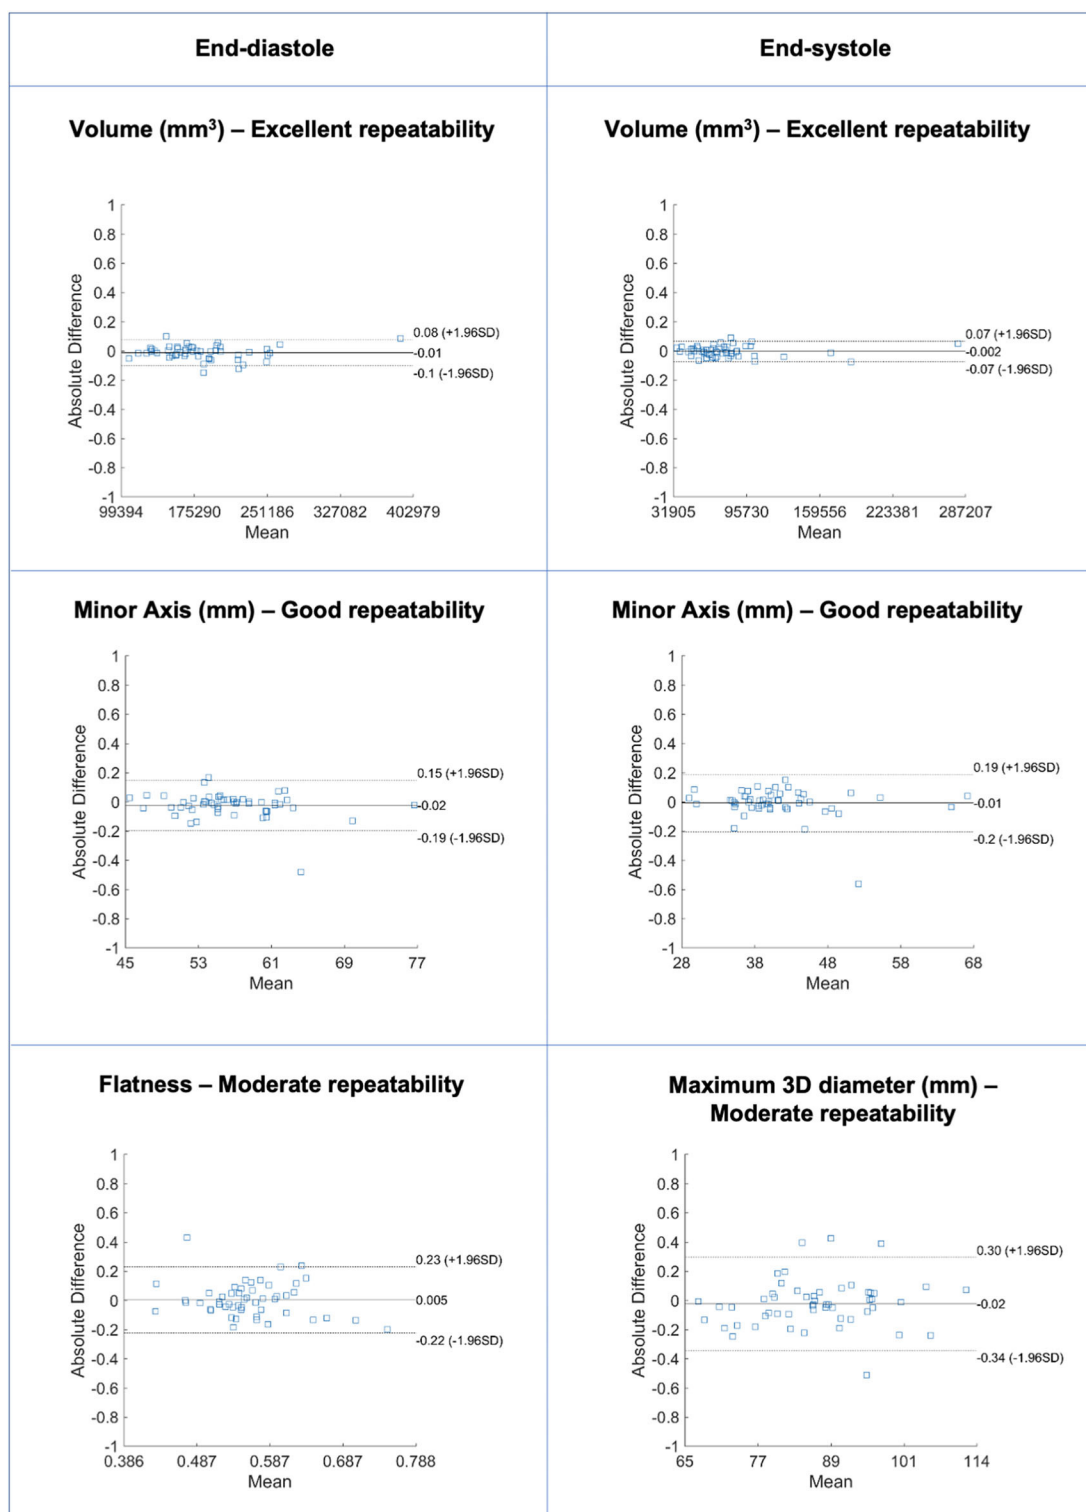 End-diastole
End-systole
Volume (mm³) – Excellent repeatability
1
0.8
0.6
0.4
0.2
0
-0.2
-0.4
-0.6
-0.8
-1
Absolute Difference
0.08 (+1.96SD)
-0.01
-0.1 (-1.96SD)
99394 175290 251186 327082 402979
Mean
Volume (mm³) – Excellent repeatability
1
0.8
0.6
0.4
0.2
0
-0.2
-0.4
-0.6
-0.8
-1
Absolute Difference
0.07 (+1.96SD)
-0.002
-0.07 (-1.96SD)
31905 95730 159556 223381 287207
Mean
Minor Axis (mm) – Good repeatability
1
0.8
0.6
0.4
0.2
0
-0.2
-0.4
-0.6
-0.8
-1
Absolute Difference
0.15 (+1.96SD)
-0.02
-0.19 (-1.96SD)
45 53 61 69 77
Mean
Minor Axis (mm) – Good repeatability
1
0.8
0.6
0.4
0.2
0
-0.2
-0.4
-0.6
-0.8
-1
Absolute Difference
0.19 (+1.96SD)
-0.01
-0.2 (-1.96SD)
28 38 48 58 68
Mean
Flatness – Moderate repeatability
1
0.8
0.6
0.4
0.2
0
-0.2
-0.4
-0.6
-0.8
-1
Absolute Difference
0.23 (+1.96SD)
0.005
-0.22 (-1.96SD)
0.386 0.487 0.587 0.687 0.788
Mean
Maximum 3D diameter (mm) –
Moderate repeatability
1
0.8
0.6
0.4
0.2
0
-0.2
-0.4
-0.6
-0.8
-1
Absolute Difference
0.30 (+1.96SD)
-0.02
-0.34 (-1.96SD)
65 77 89 101 114
Mean